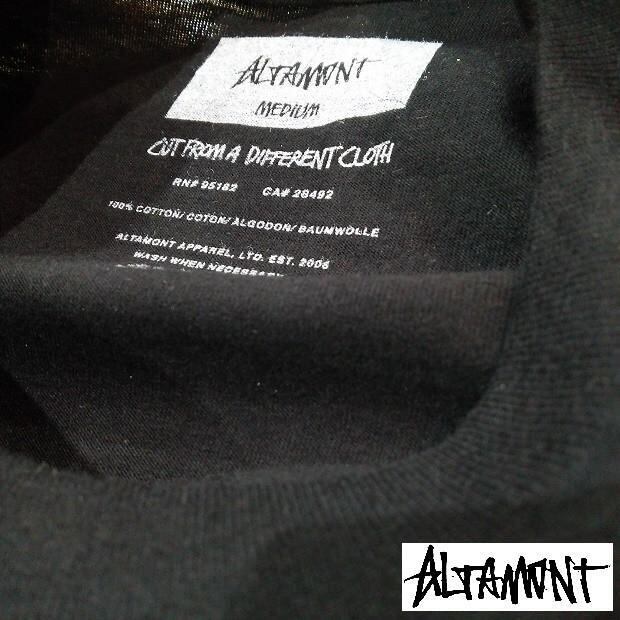 ALTAMONT
MEDIUM
CUT FROM A DIFFERENT CLOTH
RN# 95182 CA# 28492
100% COTTON/ COTON/ ALGODON/ BAUMWOLLE
ALTAMONT APPAREL, LTD. EST. 2006
WASH WHEN NECESSARY
ALTAMONT